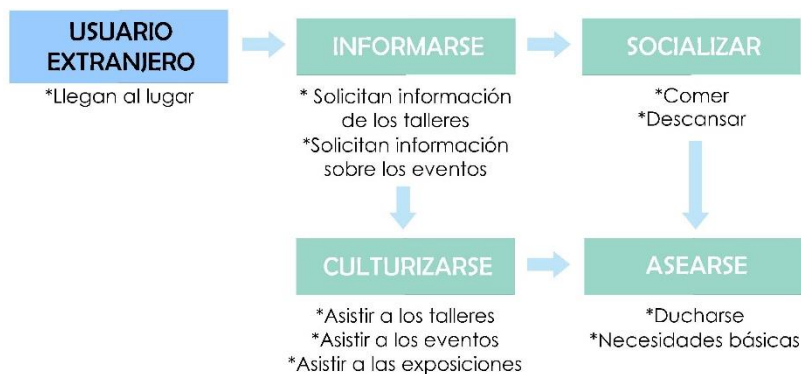 USUARIO
EXTRANJERO
*Llegan al lugar
INFORMARSE
* Solicitan información
de los talleres
*Solicitan información
sobre los eventos
SOCIALIZAR
*Comer
*Descansar
CULTURIZARSE
*Asistir a los talleres
*Asistir a los eventos
*Asistir a las exposiciones
ASEARSE
*Ducharse
*Necesidades básicas